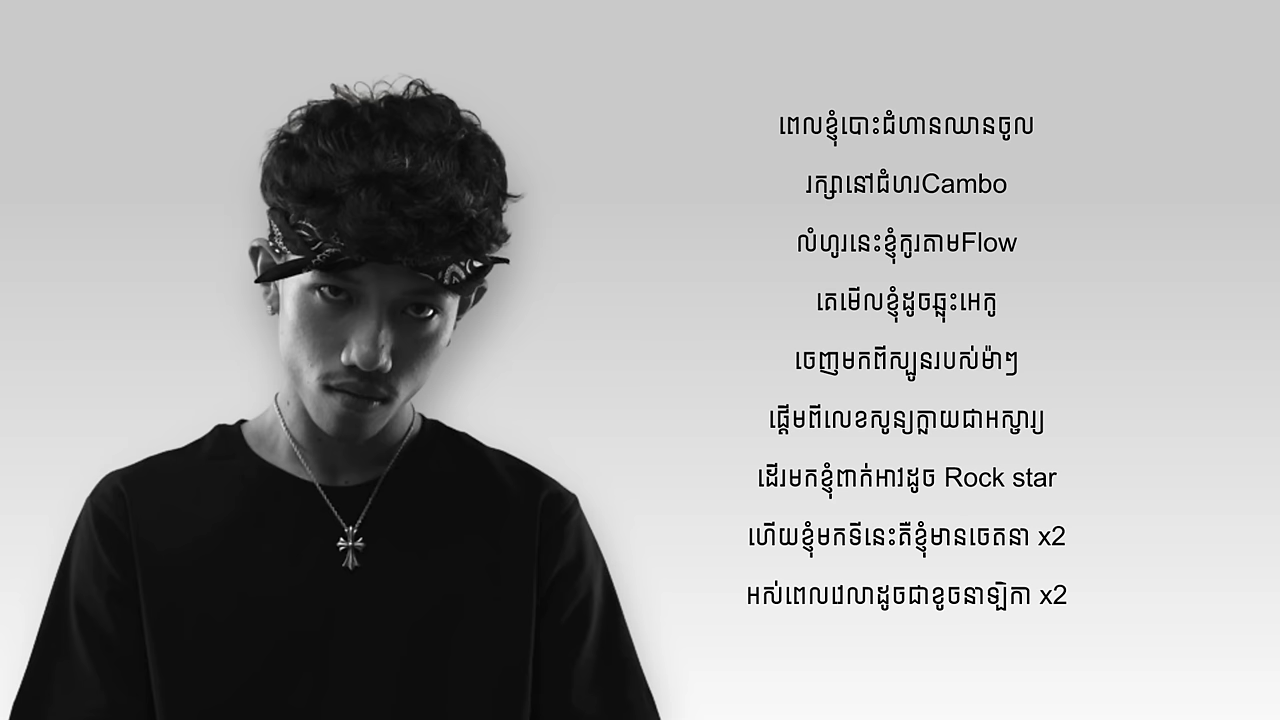 ពេលខ្ញុំបោះជំហានឈានចូល
រក្សានៅជំហរCambo
លំហូរនេះខ្ញុំគូរតាមFlow
គេមើលខ្ញុំដូចឆ្លុះអេកូ
ចេញមកពីស្បូនរបស់ម៉ាៗ
ផ្ដើមពីលេខសូន្យក្លាយជាអស្ចារ្យ
ដើរមកខ្ញុំពាក់អាវដូច Rock star
ហើយខ្ញុំមកទីនេះគឺខ្ញុំមានចេតនា x2
អស់ពេលវេលាដូចជាខូចនាឡិកា x2